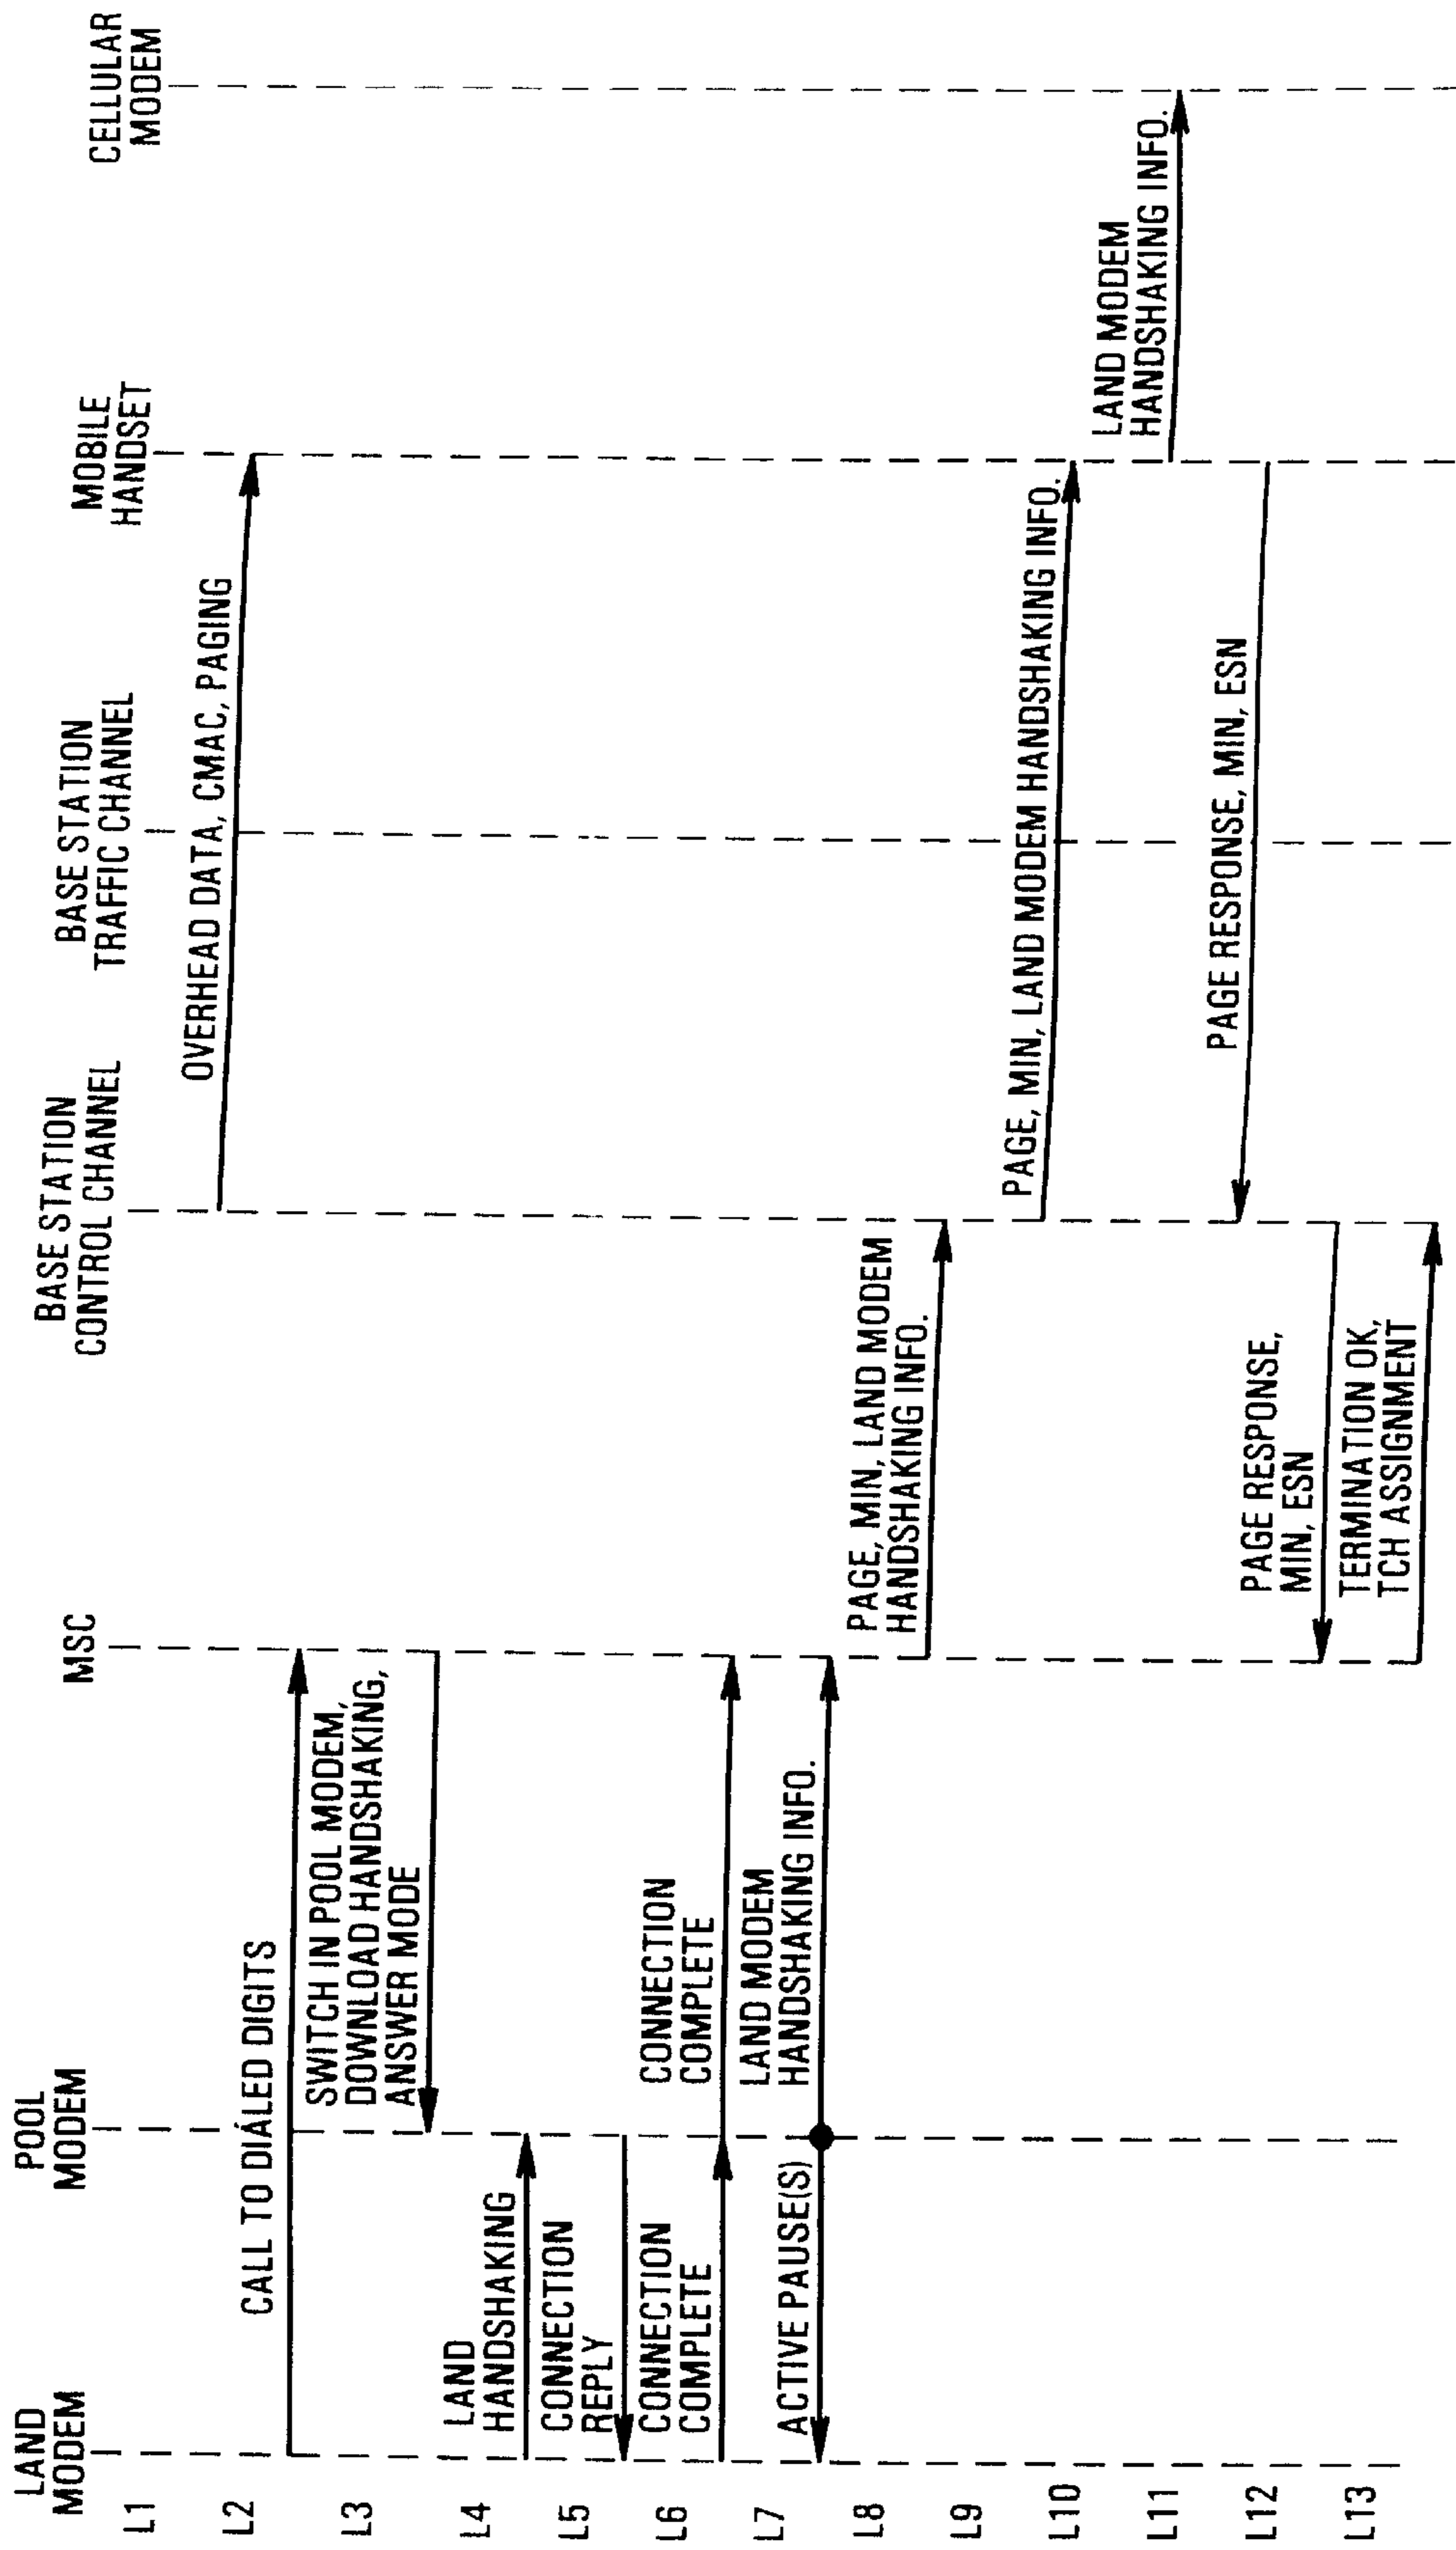 LAND
MODEM
POOL
MODEM
MSC
BASE STATION
CONTROL CHANNEL
BASE STATION
TRAFFIC CHANNEL
MOBILE
HANDSET
CELLULAR
MODEM
L1
OVERHEAD DATA, CMAC, PAGING
L2
CALL TO DIALED DIGITS
L3
SWITCH IN POOL MODEM,
DOWNLOAD HANDSHAKING,
ANSWER MODE
L4
LAND
HANDSHAKING
L5
CONNECTION
REPLY
L6
CONNECTION
COMPLETE
CONNECTION
COMPLETE
L7
ACTIVE PAUSE(S)
LAND MODEM
HANDSHAKING INFO.
L8
PAGE, MIN, LAND MODEM
HANDSHAKING INFO.
L9
PAGE, MIN, LAND MODEM HANDSHAKING INFO.
L10
LAND MODEM
HANDSHAKING INFO.
L11
PAGE RESPONSE, MIN, ESN
L12
PAGE RESPONSE,
MIN, ESN
L13
TERMINATION OK,
TCH ASSIGNMENT